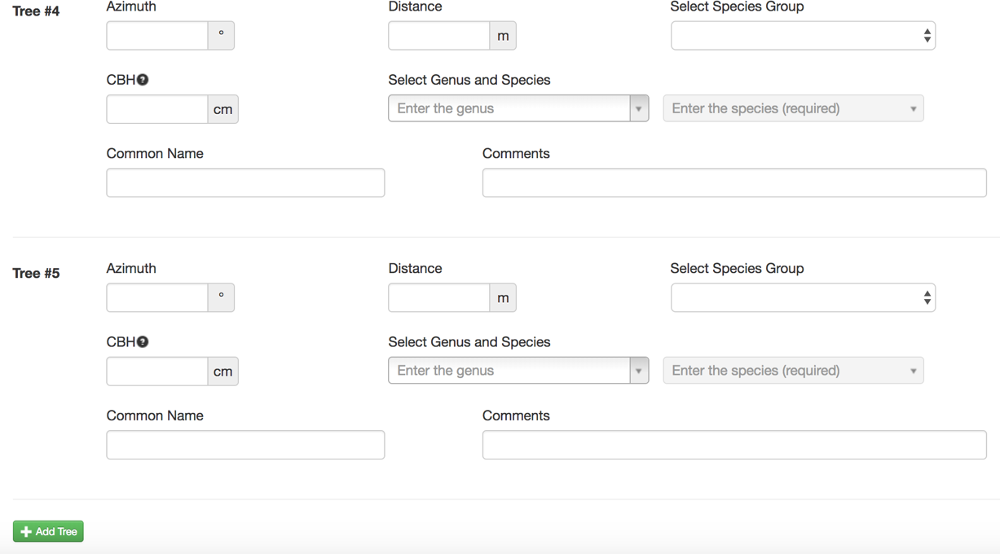 Tree #4
Azimuth Distance Select Species Group
° m
CBH? Select Genus and Species
cm Enter the genus Enter the species (required)
Common Name Comments
Tree #5
Azimuth Distance Select Species Group
° m
CBH? Select Genus and Species
cm Enter the genus Enter the species (required)
Common Name Comments
Add Tree